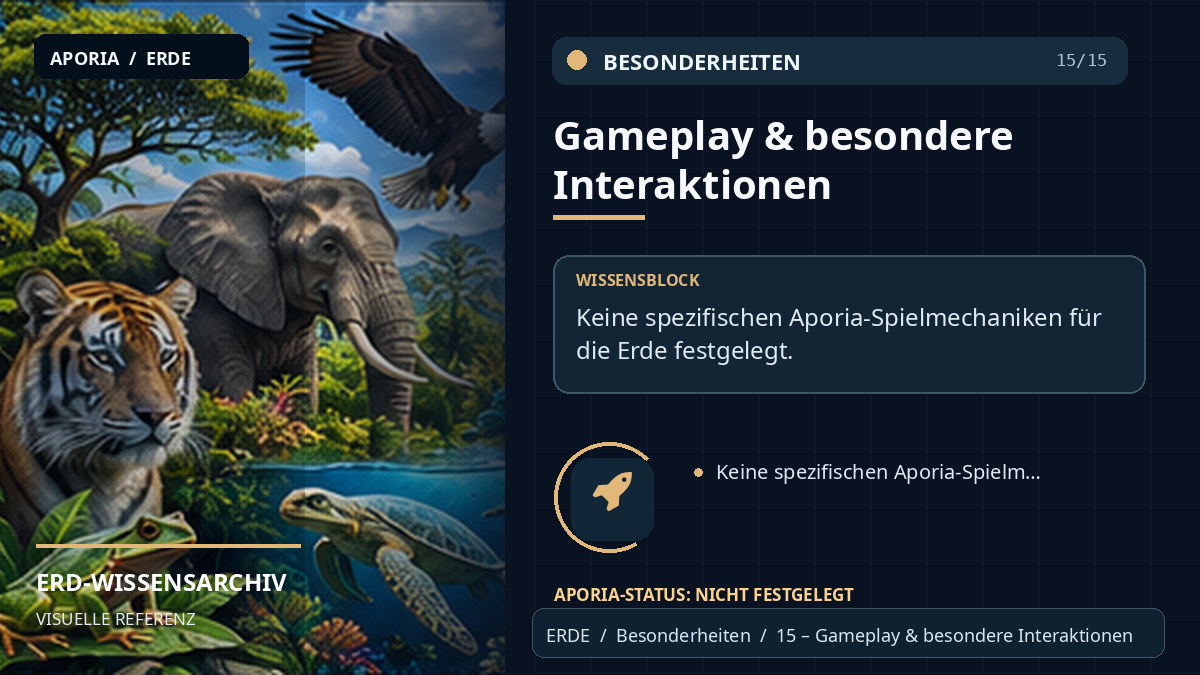 APORIA / ERDE
ERD-WISSENSARCHIV
VISUELLE REFERENZ
BESONDERHEITEN
15/15
Gameplay & besondere
Interaktionen
WISSENSBLOCK
Keine spezifischen Aporia-Spielmechaniken für
die Erde festgelegt.
Keine spezifischen Aporia-Spielm...
APORIA-STATUS: NICHT FESTGELEGT
ERDE / Besonderheiten / 15 – Gameplay & besondere Interaktionen